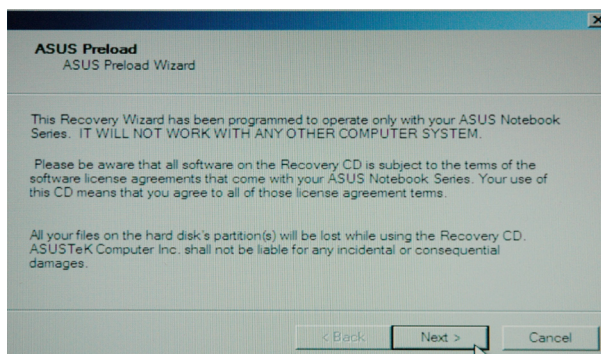 ASUS Preload
ASUS Preload Wizard
This Recovery Wizard has been programmed to operate only with your ASUS Notebook
Series. IT WILL NOT WORK WITH ANY OTHER COMPUTER SYSTEM.
Please be aware that all software on the Recovery CD is subject to the terms of the
software license agreements that come with your ASUS Notebook Series. Your use of
this CD means that you agree to all of those license agreement terms.
All your files on the hard disk's partition(s) will be lost while using the Recovery CD.
ASUSTeK Computer Inc. shall not be liable for any incidental or consequential
damages.
< Back Next > Cancel